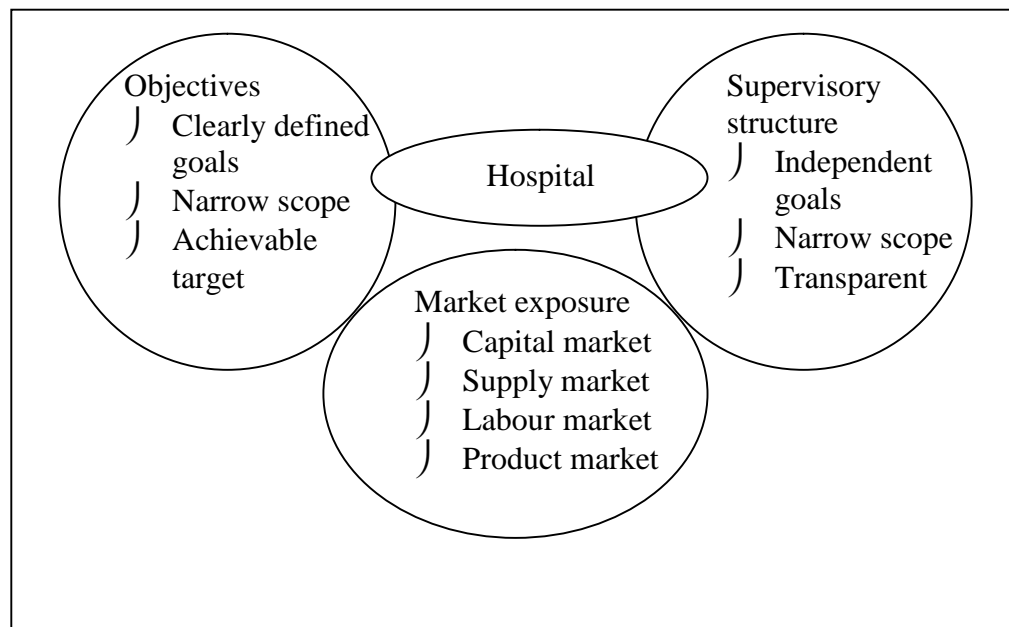 Objectives
⌡ Clearly defined
goals
⌡ Narrow scope
⌡ Achievable
target
Hospital
Supervisory
structure
⌡ Independent
goals
⌡ Narrow scope
⌡ Transparent
Market exposure
⌡ Capital market
⌡ Supply market
⌡ Labour market
⌡ Product market